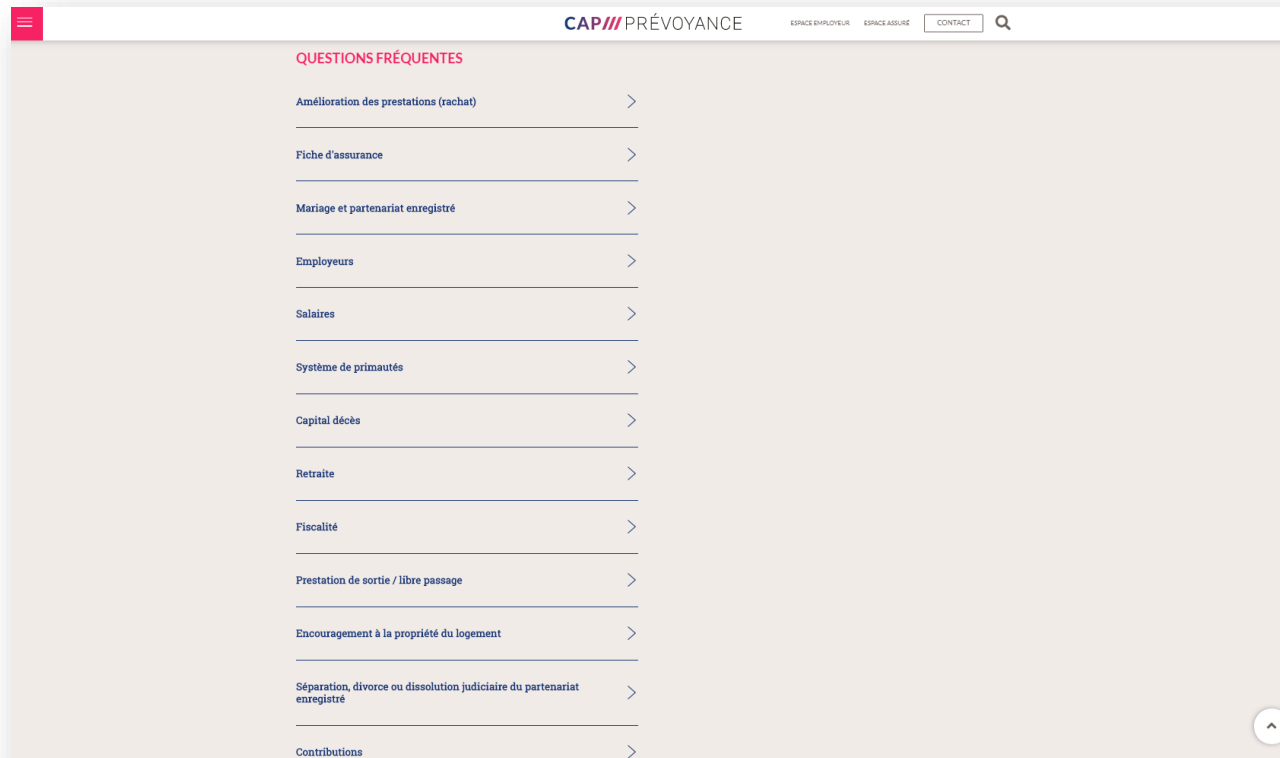 CAP/// PRÉVOYANCE
ESPACE EMPLOYEUR
ESPACE ASSURÉ
CONTACT
QUESTIONS FRÉQUENTES
Amélioration des prestations (rachat)
Fiche d'assurance
Mariage et partenariat enregistré
Employeurs
Salaires
Système de primautés
Capital décès
Retraite
Fiscalité
Prestation de sortie / libre passage
Encouragement à la propriété du logement
Séparation, divorce ou dissolution judiciaire du partenariat
enregistré
Contributions